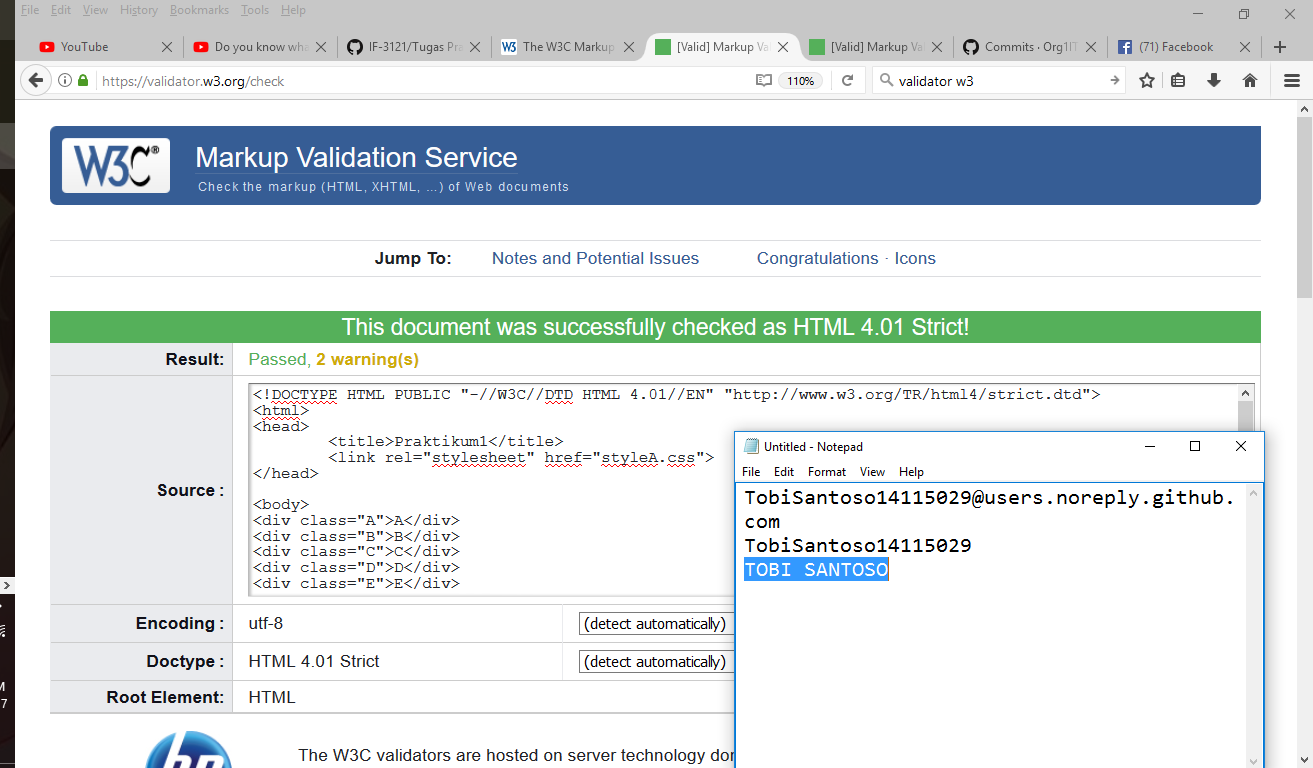 File Edit View History Bookmarks Tools Help
YouTube
Do you know wha
IF-3121/Tugas Pra
The W3C Markup
[Valid] Markup Va
[Valid] Markup Va
Commits · Org1IT
(71) Facebook
https://validator.w3.org/check
110%
validator w3
W3C®
Markup Validation Service
Check the markup (HTML, XHTML, ...) of Web documents
Jump To: Notes and Potential Issues Congratulations · Icons
This document was successfully checked as HTML 4.01 Strict!
Result: Passed, 2 warning(s)
Source :
<!DOCTYPE HTML PUBLIC "-//W3C//DTD HTML 4.01//EN" "http://www.w3.org/TR/html4/strict.dtd">
<html>
<head>
<title>Praktikum1</title>
<link rel="stylesheet" href="styleA.css">
</head>
<body>
<div class="A">A</div>
<div class="B">B</div>
<div class="C">C</div>
<div class="D">D</div>
<div class="E">E</div>
Encoding : utf-8 (detect automatically)
Doctype : HTML 4.01 Strict (detect automatically)
Root Element: HTML
hp
The W3C validators are hosted on server technology don
Untitled - Notepad
File Edit Format View Help
TobiSantoso14115029@users.noreply.github.
com
TobiSantoso14115029
TOBI SANTOSO
M
7